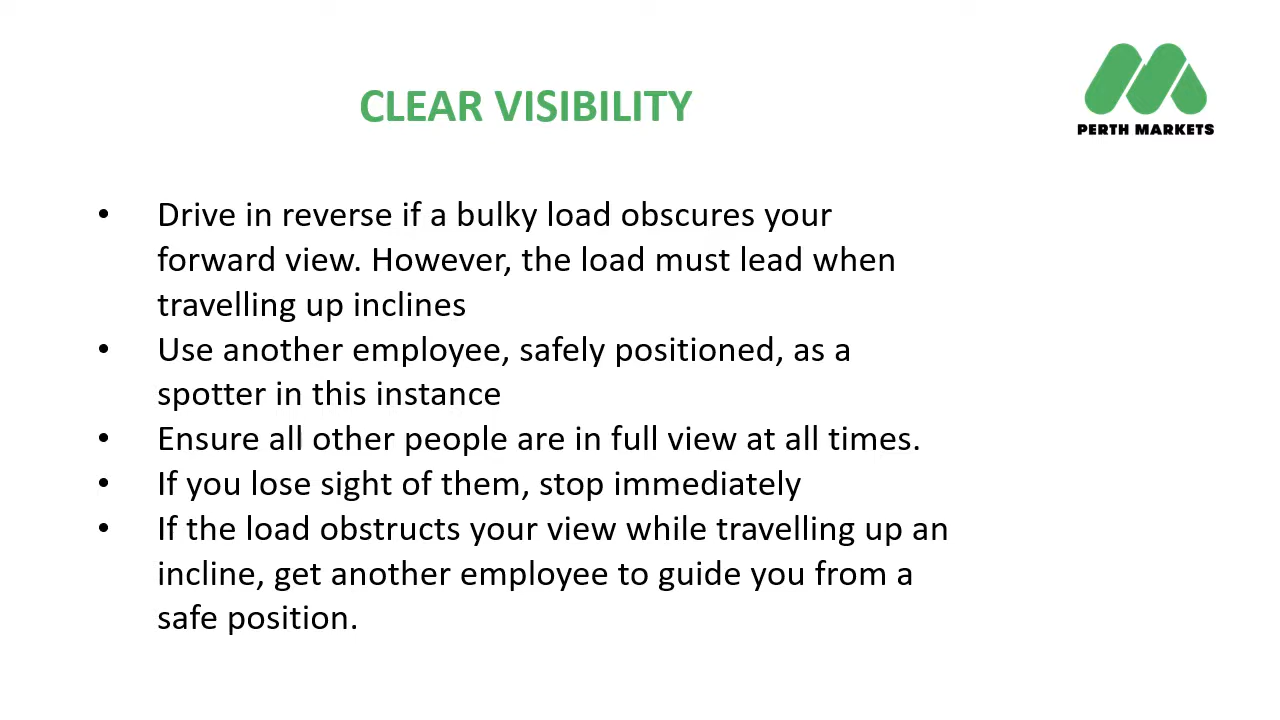 CLEAR VISIBILITY
PERTH MARKETS
• Drive in reverse if a bulky load obscures your
forward view. However, the load must lead when
travelling up inclines
• Use another employee, safely positioned, as a
spotter in this instance
• Ensure all other people are in full view at all times.
• If you lose sight of them, stop immediately
• If the load obstructs your view while travelling up an
incline, get another employee to guide you from a
safe position.